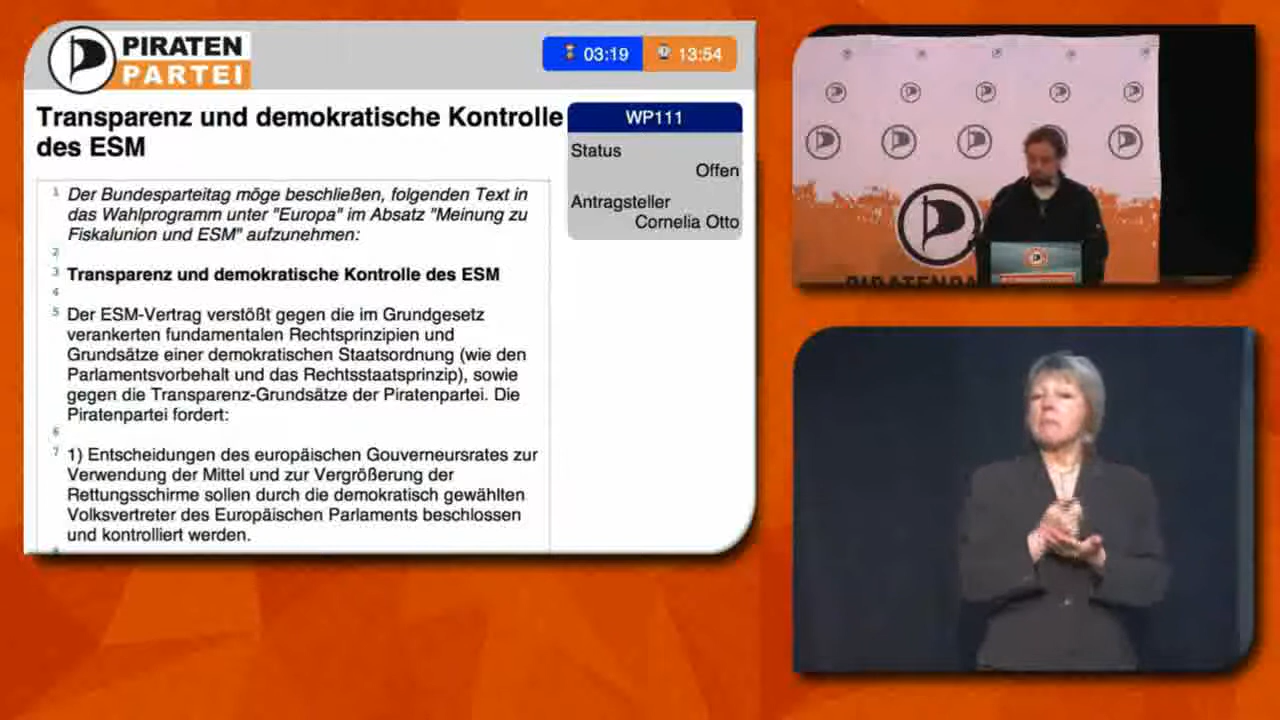 PIRATEN
PARTEI
03:19
13:54
Transparenz und demokratische Kontrolle
des ESM
WP111
Status
Offen
Antragsteller
Cornelia Otto
1 Der Bundesparteitag möge beschließen, folgenden Text in
das Wahlprogramm unter "Europa" im Absatz "Meinung zu
Fiskalunion und ESM" aufzunehmen:
2
3 Transparenz und demokratische Kontrolle des ESM
4
5 Der ESM-Vertrag verstößt gegen die im Grundgesetz
verankerten fundamentalen Rechtsprinzipien und
Grundsätze einer demokratischen Staatsordnung (wie den
Parlamentsvorbehalt und das Rechtsstaatsprinzip), sowie
gegen die Transparenz-Grundsätze der Piratenpartei. Die
Piratenpartei fordert:
6
7 1) Entscheidungen des europäischen Gouverneursrates zur
Verwendung der Mittel und zur Vergrößerung der
Rettungsschirme sollen durch die demokratisch gewählten
Volksvertreter des Europäischen Parlaments beschlossen
und kontrolliert werden.